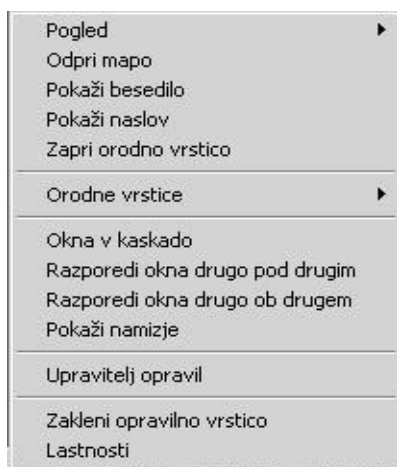 Pogled
Odpri mapo
Pokaži besedilo
Pokaži naslov
Zapri orodno vrstico
Orodne vrstice
Okna v kaskado
Razporedi okna drugo pod drugim
Razporedi okna drugo ob drugem
Pokaži namizje
Upravitelj opravil
Zakleni opravilno vrstico
Lastnosti